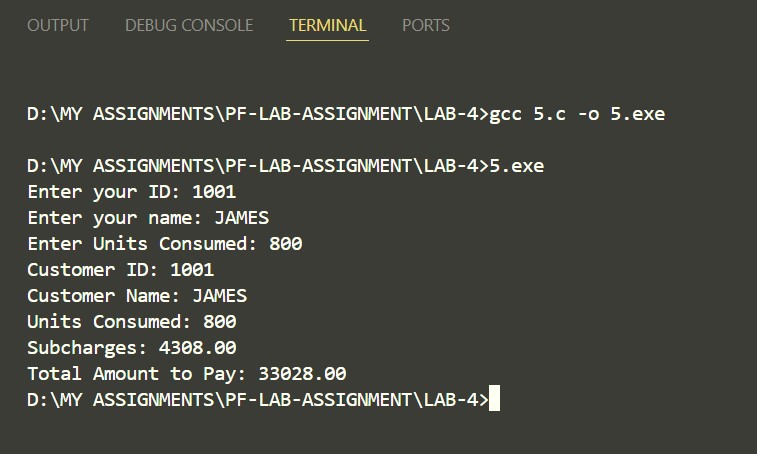 OUTPUT DEBUG CONSOLE TERMINAL PORTS
D:\MY ASSIGNMENTS\PF-LAB-ASSIGNMENT\LAB-4>gcc 5.c -o 5.exe
D:\MY ASSIGNMENTS\PF-LAB-ASSIGNMENT\LAB-4>5.exe
Enter your ID: 1001
Enter your name: JAMES
Enter Units Consumed: 800
Customer ID: 1001
Customer Name: JAMES
Units Consumed: 800
Subcharges: 4308.00
Total Amount to Pay: 33028.00
D:\MY ASSIGNMENTS\PF-LAB-ASSIGNMENT\LAB-4>